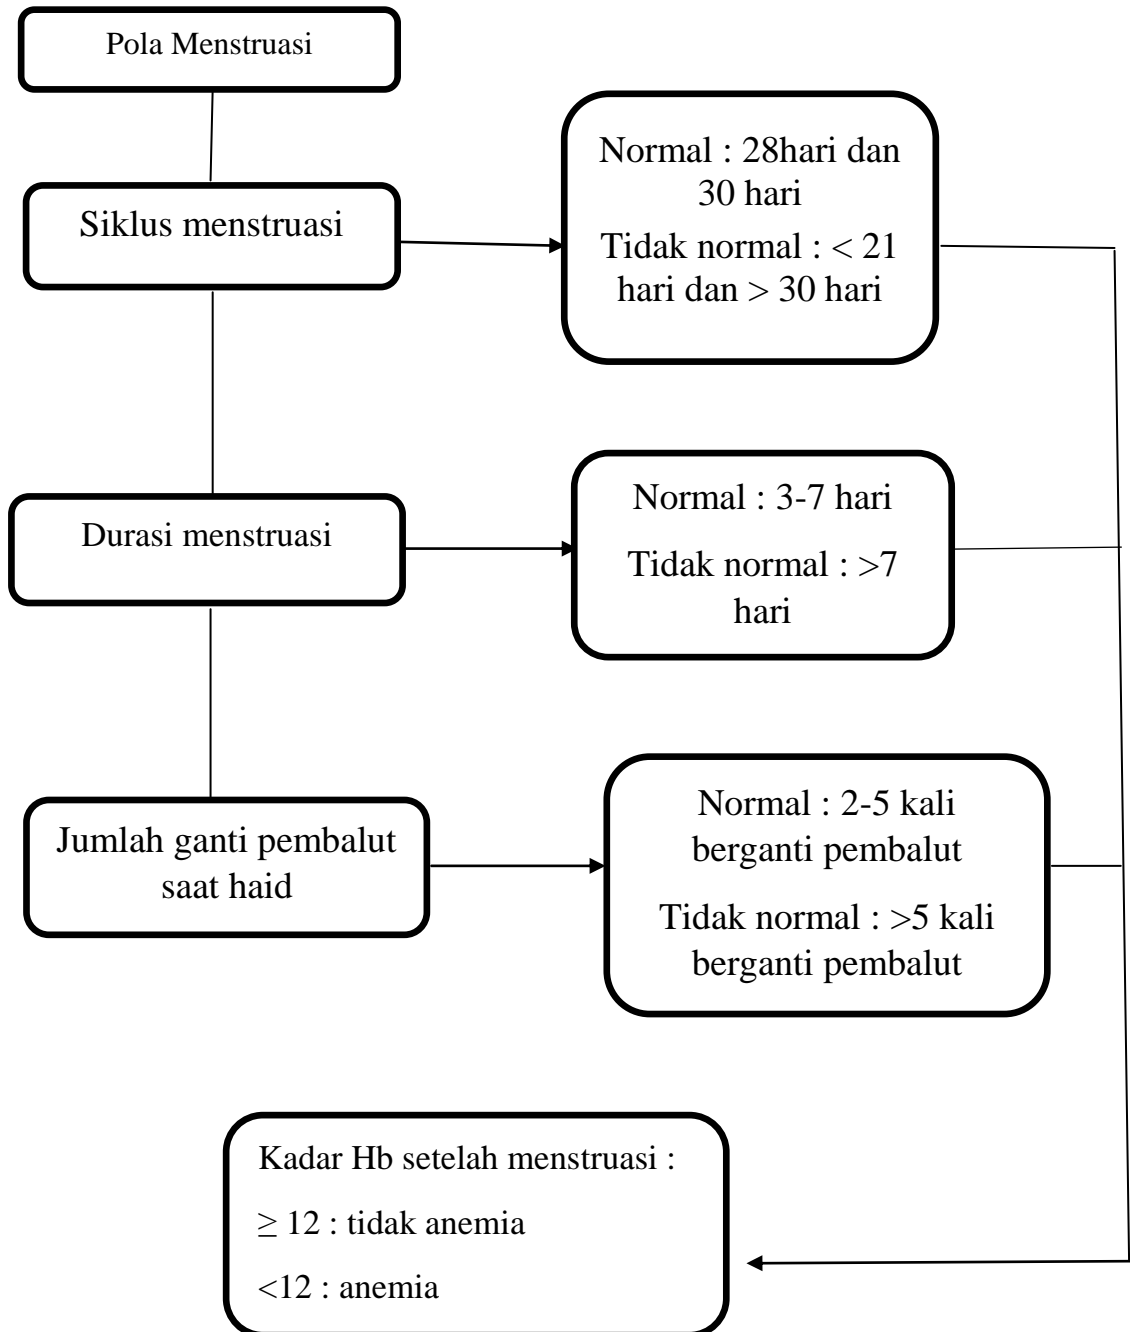 Pola Menstruasi
Siklus menstruasi
Normal : 28hari dan
30 hari
Tidak normal : < 21
hari dan > 30 hari
Durasi menstruasi
Normal : 3-7 hari
Tidak normal : >7
hari
Jumlah ganti pembalut
saat haid
Normal : 2-5 kali
berganti pembalut
Tidak normal : >5 kali
berganti pembalut
Kadar Hb setelah menstruasi :
≥ 12 : tidak anemia
<12 : anemia